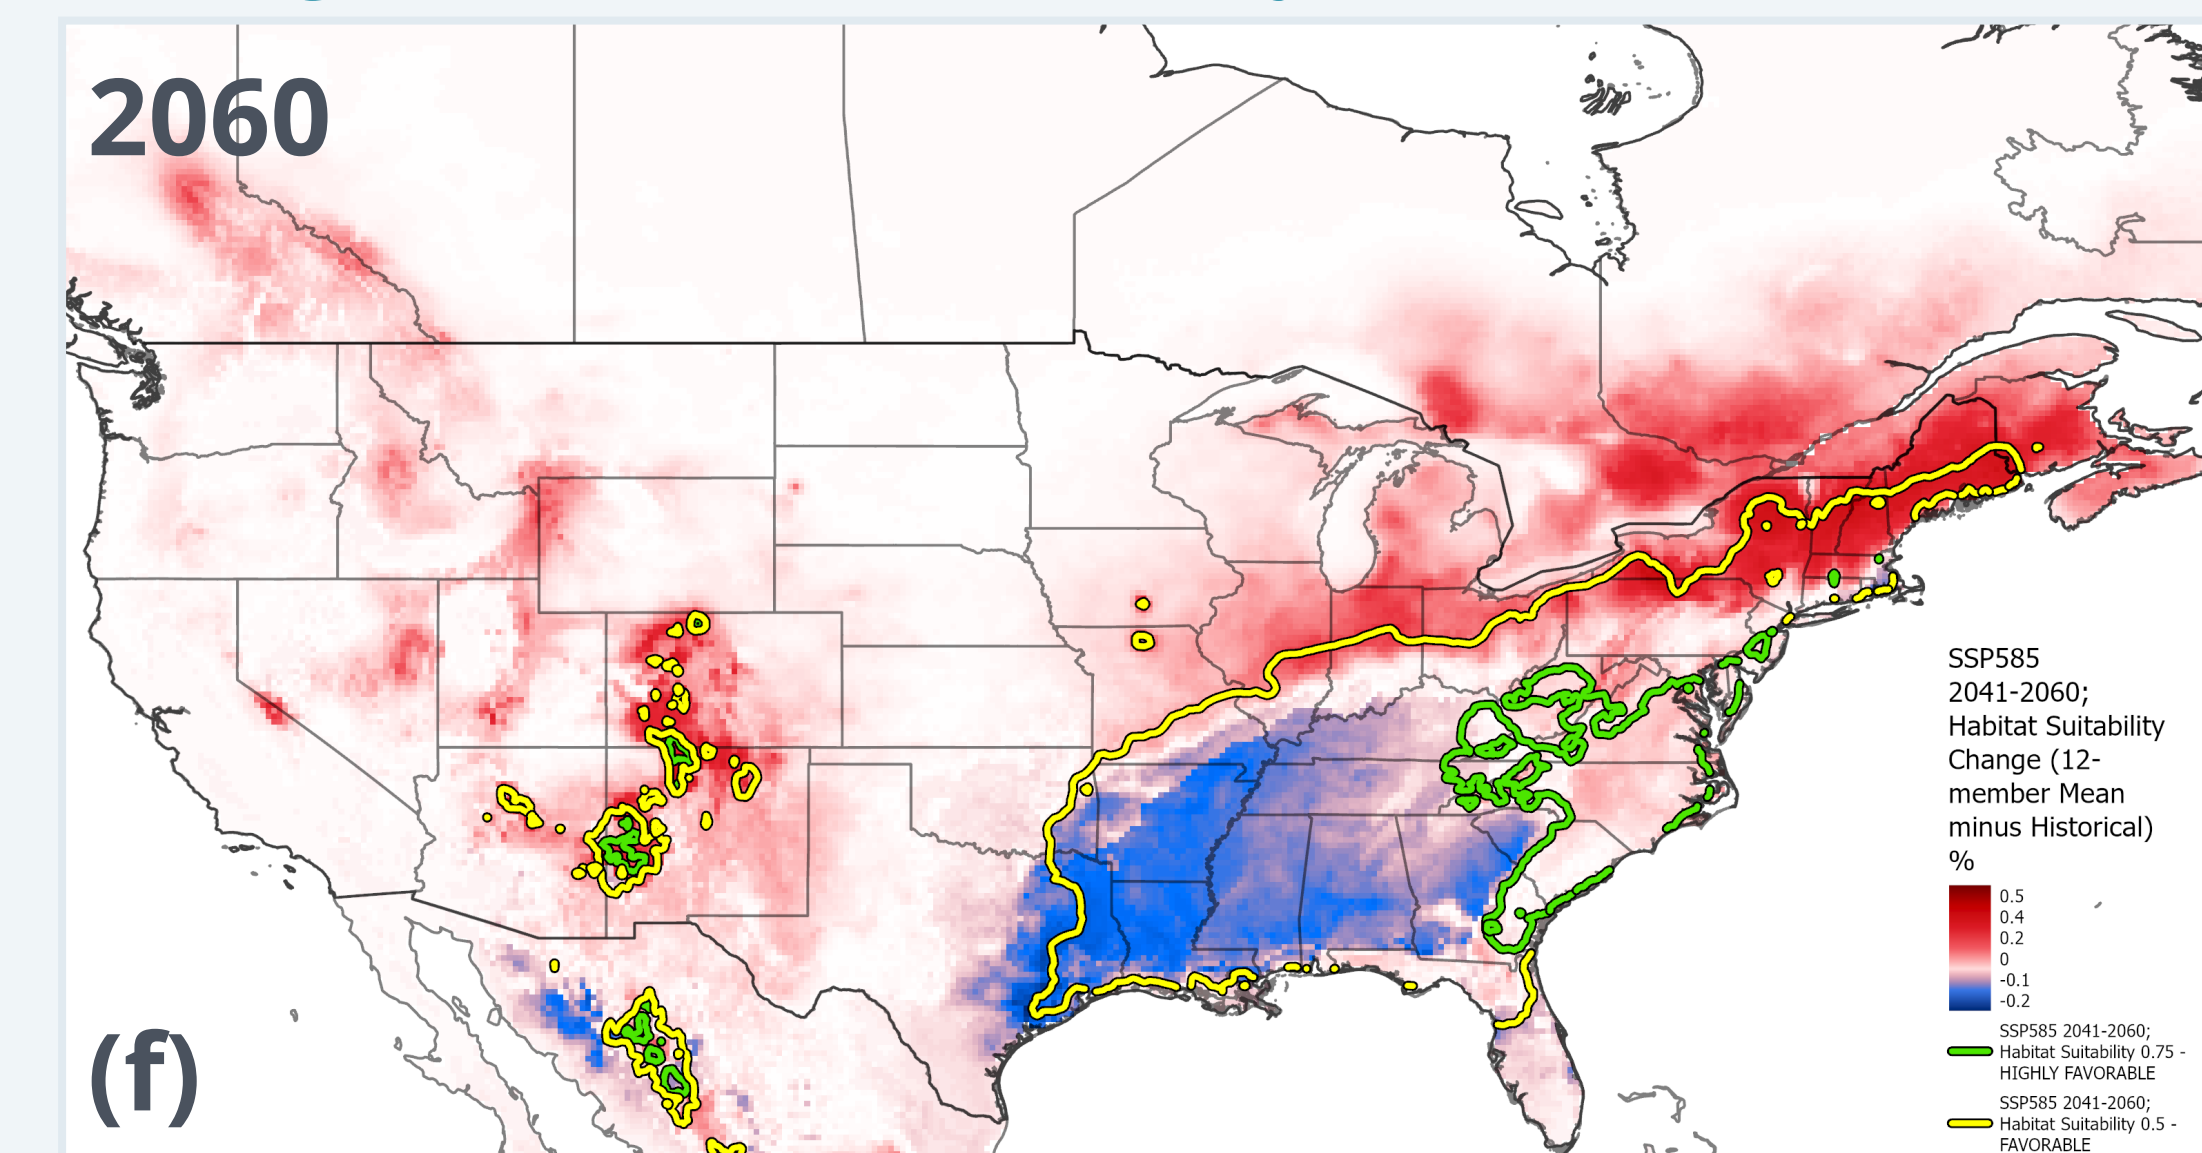 2060
(f)
SSP585
2041-2060;
Habitat Suitability
Change (12-
member Mean
minus Historical)
%
0.5
0.4
0.2
0
-0.1
-0.2
SSP585 2041-2060;
Habitat Suitability 0.75 -
HIGHLY FAVORABLE
SSP585 2041-2060;
Habitat Suitability 0.5 -
FAVORABLE